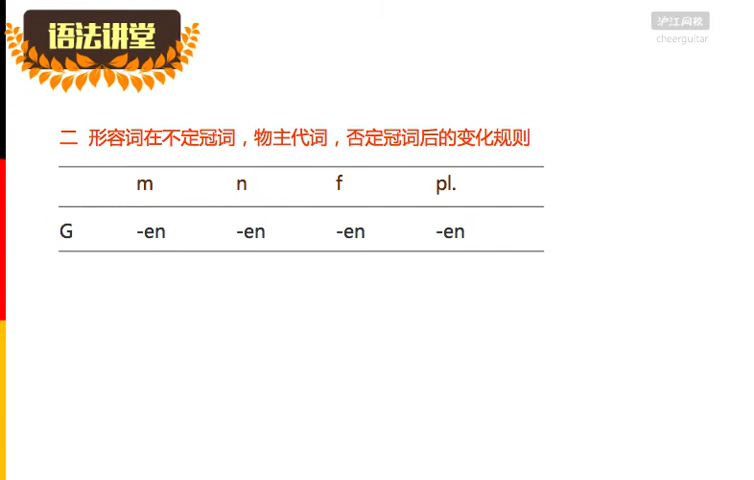 语法讲堂
沪江网校
cheerguitar
二 形容词在不定冠词，物主代词，否定冠词后的变化规则
m n f pl.
G -en -en -en -en